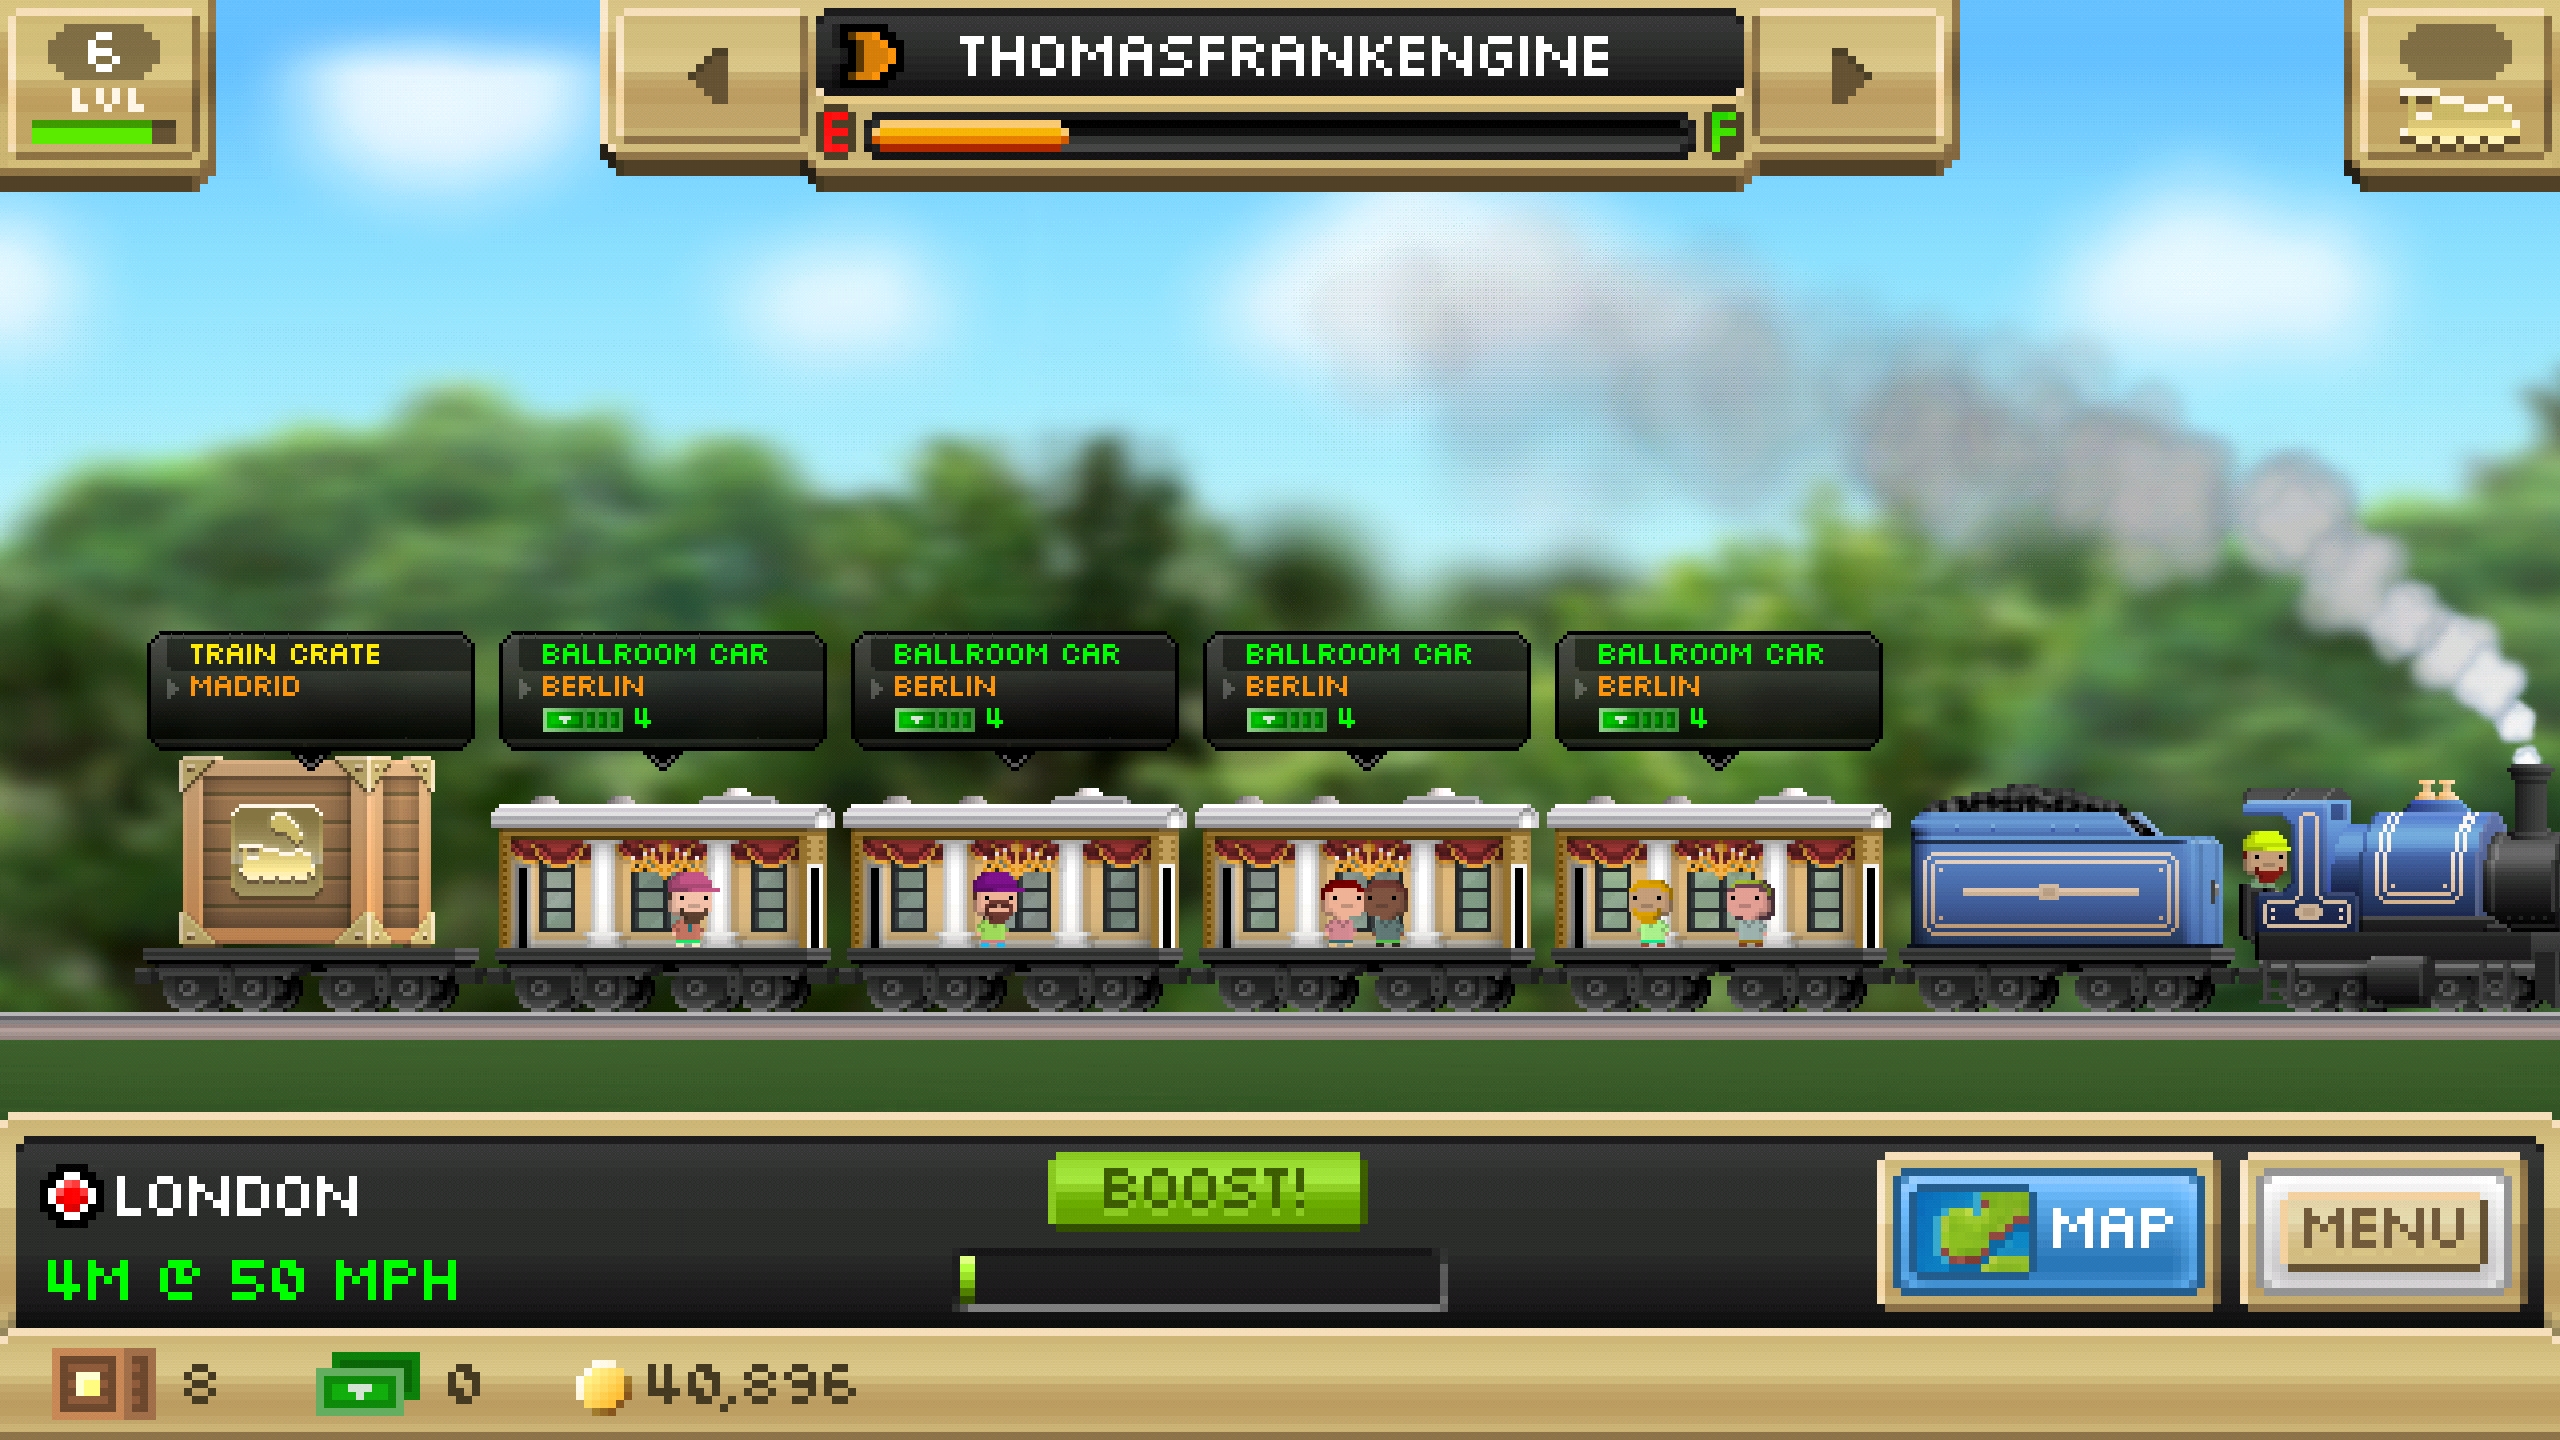 6
LVL
THOMASFRANKENGINE
E F
TRAIN CRATE
MADRID
BALLROOM CAR
BERLIN
4
BALLROOM CAR
BERLIN
4
BALLROOM CAR
BERLIN
4
BALLROOM CAR
BERLIN
4
LONDON
4M @ 50 MPH
BOOST!
MAP
MENU
8
0
40,896